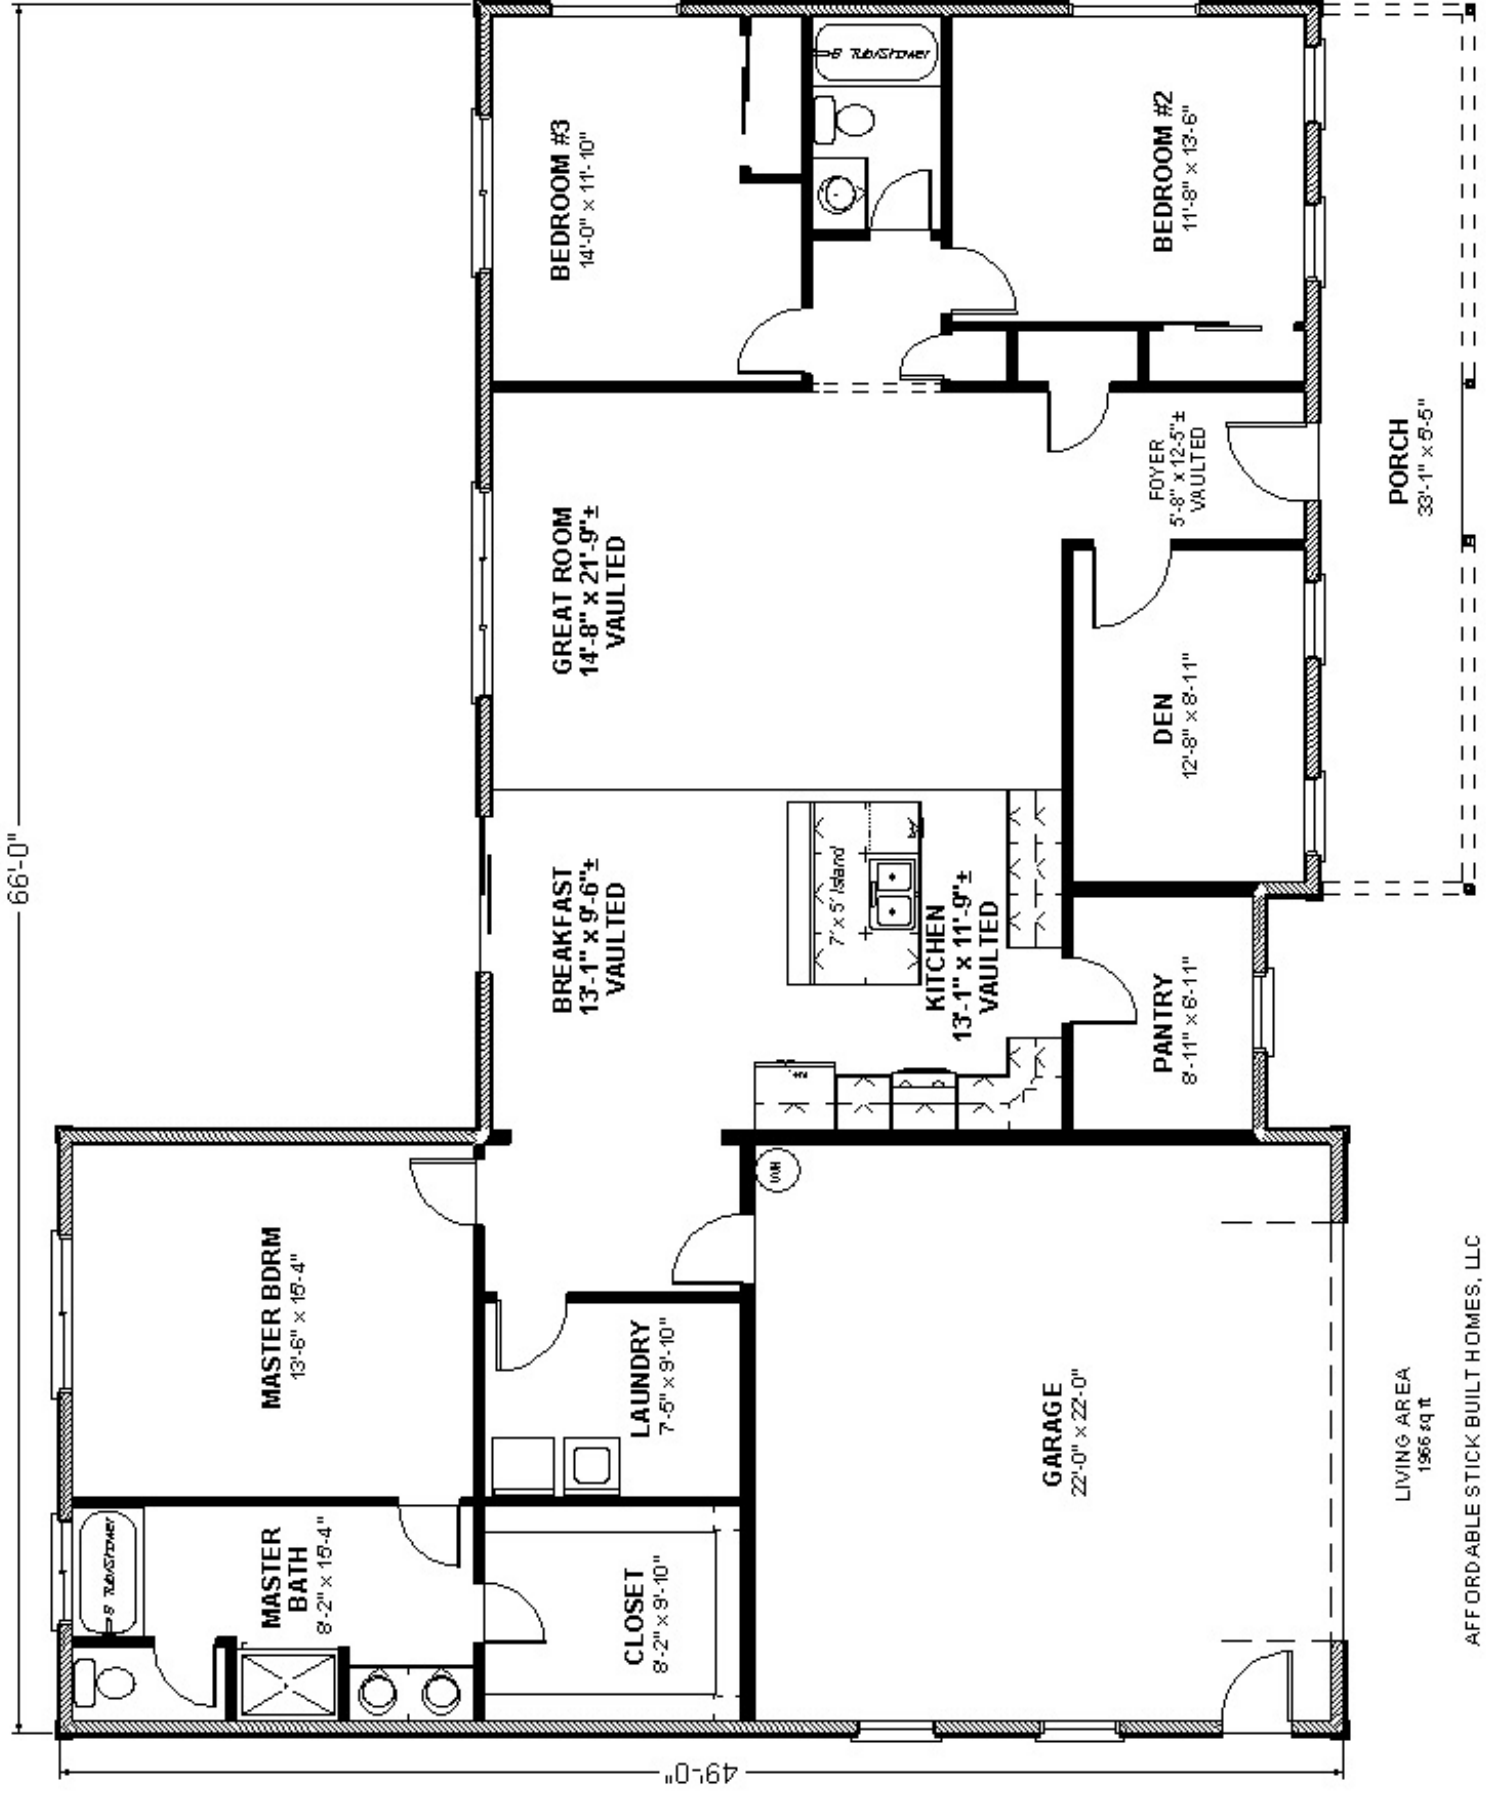 66'-0"
49'-0"
Tub/Shower
MASTER
BATH
8'-2" x 15'-4"
MASTER BDRM
13'-6" x 15'-4"
CLOSET
8'-2" x 9'-10"
LAUNDRY
7'-5" x 9'-10"
BREAKFAST
13'-1" x 9'-6"±
VAULTED
GREAT ROOM
14'-8" x 21'-9"±
VAULTED
BEDROOM #3
14'-0" x 11'-10"
Tub/Shower
WH
7' x 5' Island
KITCHEN
13'-1" x 11'-9"±
VAULTED
GARAGE
22'-0" x 22'-0"
PANTRY
8'-11" x 6'-11"
DEN
12'-8" x 8'-11"
FOYER
5'-8" x 12'-5"±
VAULTED
BEDROOM #2
11'-8" x 13'-6"
PORCH
33'-1" x 5'-5"
LIVING AREA
1966 sq ft
AFFORDABLE STICK BUILT HOMES, LLC